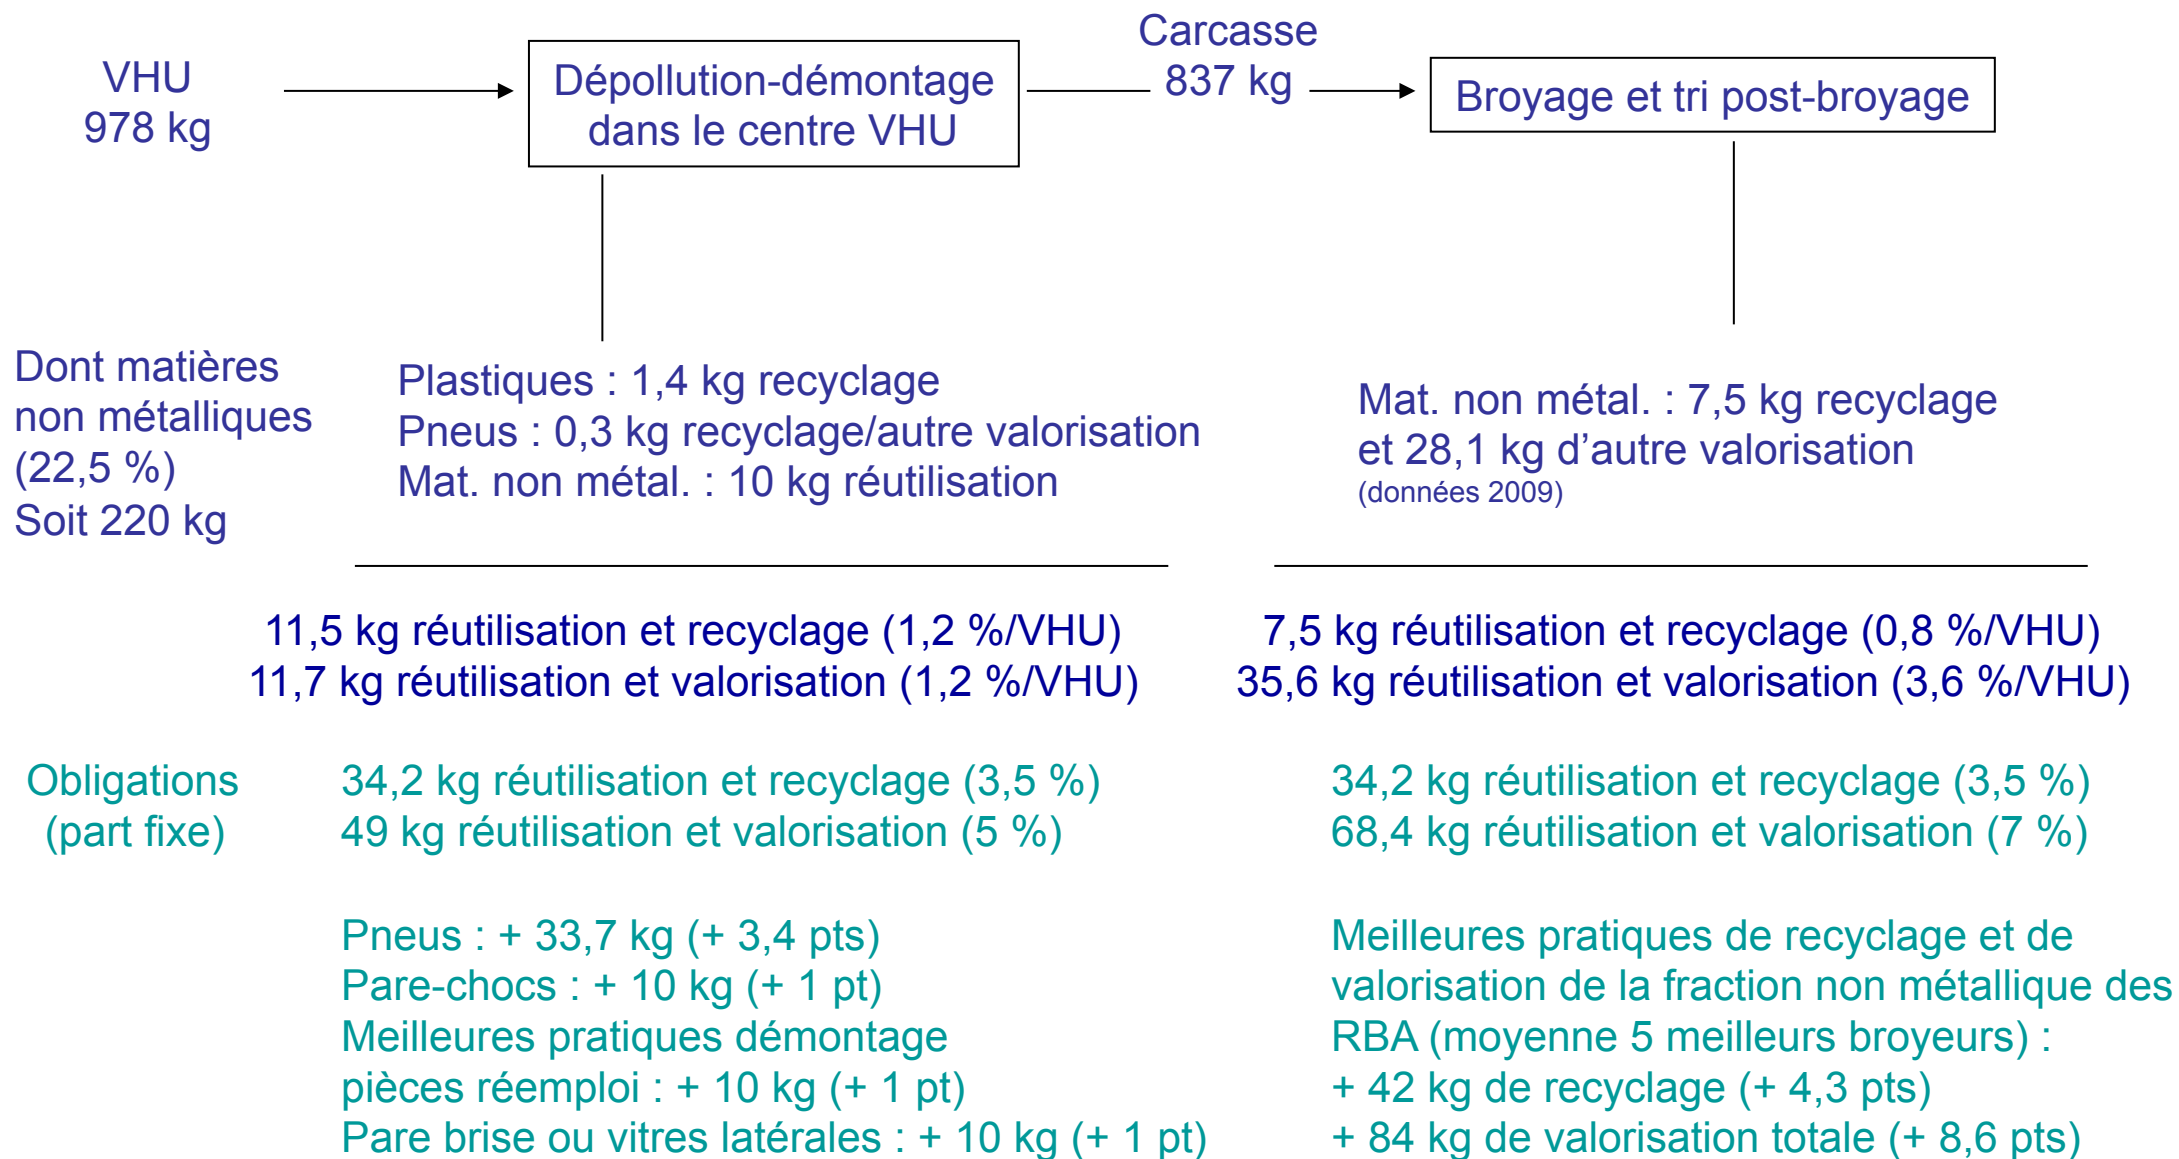 VHU
978 kg
Dépollution-démontage
dans le centre VHU
Carcasse
837 kg
Broyage et tri post-broyage
Dont matières
non métalliques
(22,5 %)
Soit 220 kg
Plastiques : 1,4 kg recyclage
Pneus : 0,3 kg recyclage/autre valorisation
Mat. non métal. : 10 kg réutilisation
Mat. non métal. : 7,5 kg recyclage
et 28,1 kg d’autre valorisation
(données 2009)
11,5 kg réutilisation et recyclage (1,2 %/VHU)
11,7 kg réutilisation et valorisation (1,2 %/VHU)
7,5 kg réutilisation et recyclage (0,8 %/VHU)
35,6 kg réutilisation et valorisation (3,6 %/VHU)
Obligations
(part fixe)
34,2 kg réutilisation et recyclage (3,5 %)
49 kg réutilisation et valorisation (5 %)
34,2 kg réutilisation et recyclage (3,5 %)
68,4 kg réutilisation et valorisation (7 %)
Pneus : + 33,7 kg (+ 3,4 pts)
Pare-chocs : + 10 kg (+ 1 pt)
Meilleures pratiques démontage
pièces réemploi : + 10 kg (+ 1 pt)
Pare brise ou vitres latérales : + 10 kg (+ 1 pt)
Meilleures pratiques de recyclage et de
valorisation de la fraction non métallique des
RBA (moyenne 5 meilleurs broyeurs) :
+ 42 kg de recyclage (+ 4,3 pts)
+ 84 kg de valorisation totale (+ 8,6 pts)